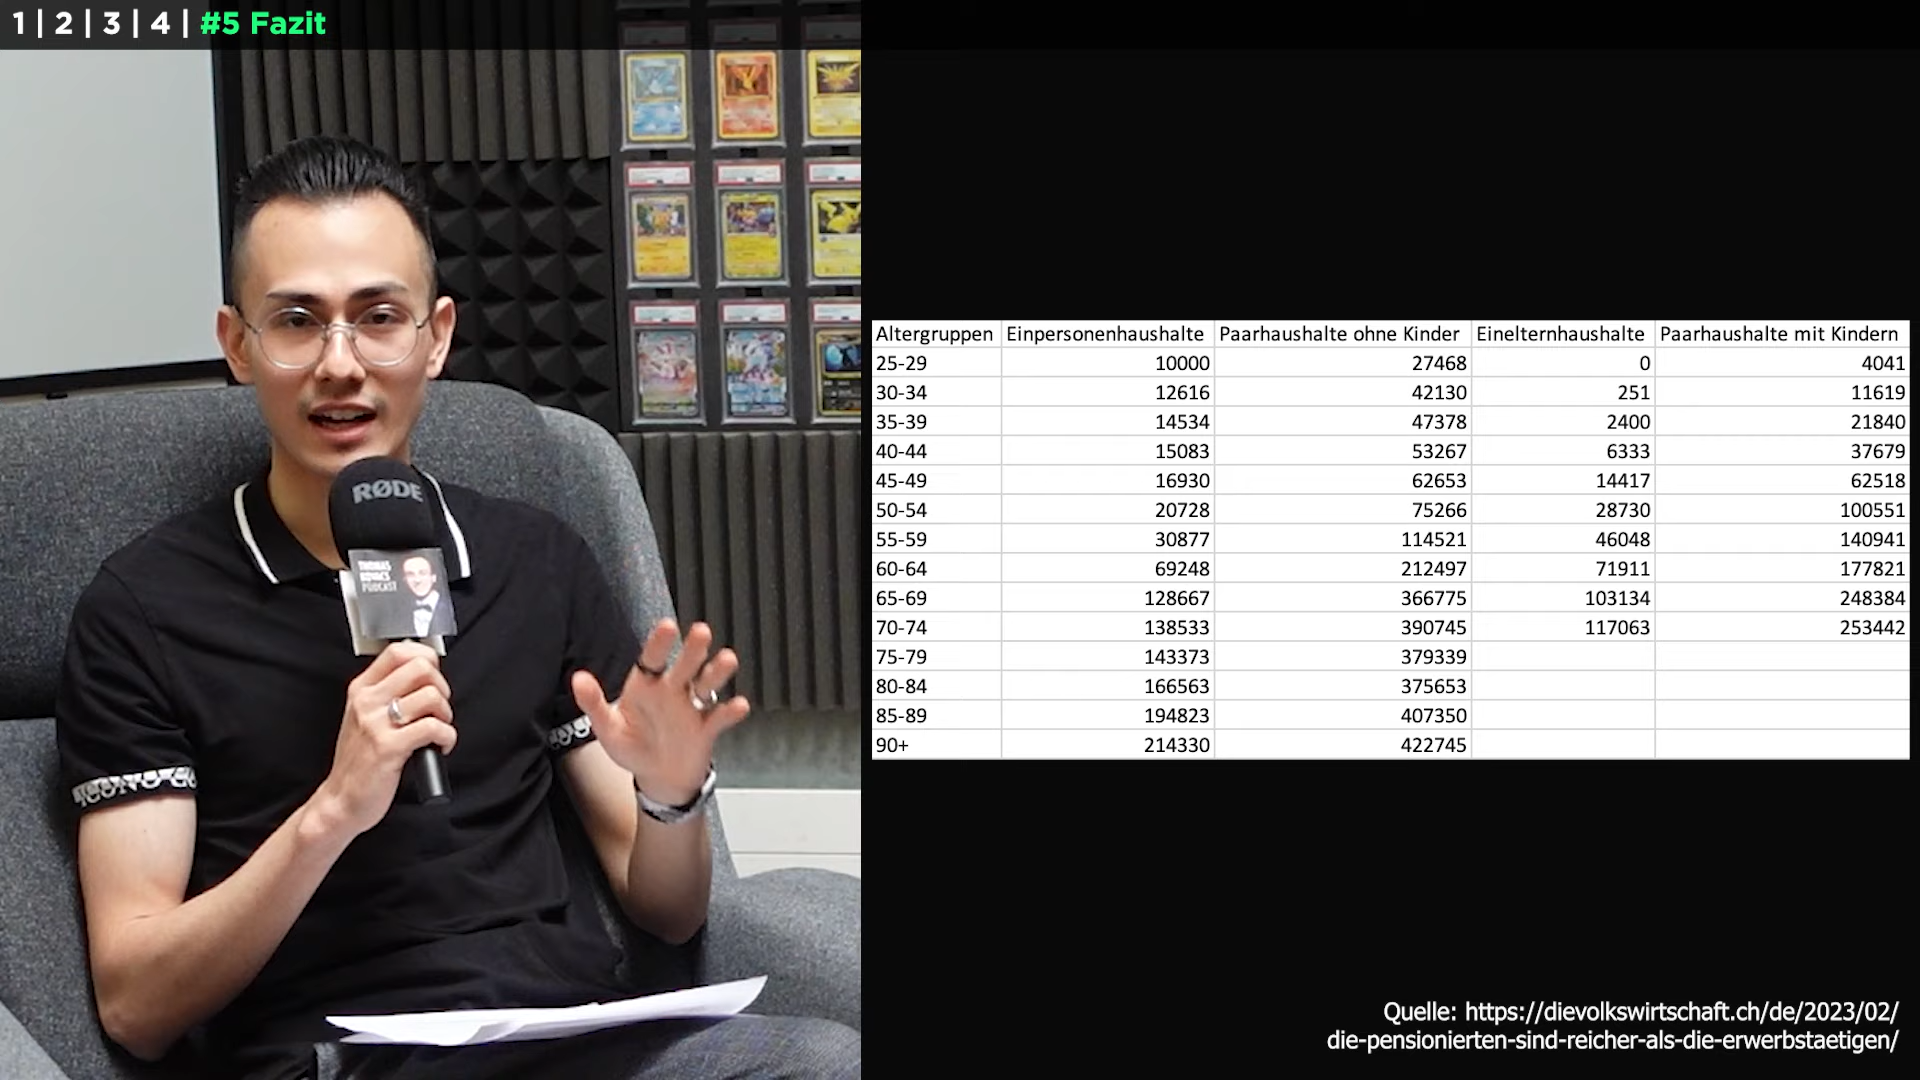 1 | 2 | 3 | 4 | #5 Fazit
RØDE
THOMAS
KOVACS
PODCAST
Altergruppen Einpersonenhaushalte Paarhaushalte ohne Kinder Einelternhaushalte Paarhaushalte mit Kindern
25-29 10000 27468 0 4041
30-34 12616 42130 251 11619
35-39 14534 47378 2400 21840
40-44 15083 53267 6333 37679
45-49 16930 62653 14417 62518
50-54 20728 75266 28730 100551
55-59 30877 114521 46048 140941
60-64 69248 212497 71911 177821
65-69 128667 366775 103134 248384
70-74 138533 390745 117063 253442
75-79 143373 379339
80-84 166563 375653
85-89 194823 407350
90+ 214330 422745
Quelle: https://dievolkswirtschaft.ch/de/2023/02/
die-pensionierten-sind-reicher-als-die-erwerbstaetigen/